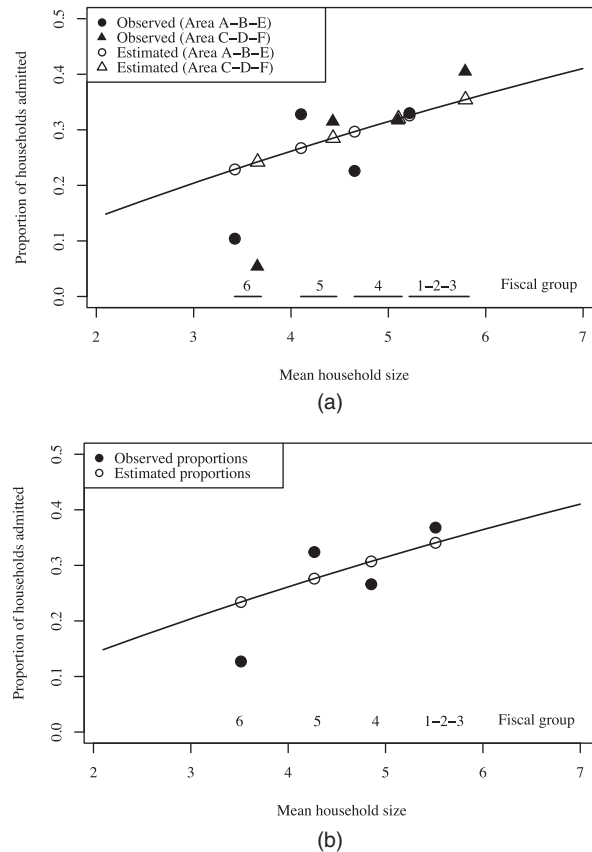 Observed (Area A−B−E)
Observed (Area C−D−F)
Estimated (Area A−B−E)
Estimated (Area C−D−F)
Proportion of households admitted
0.5
0.4
0.3
0.2
0.1
0.0
6 5 4 1−2−3 Fiscal group
2 3 4 5 6 7
Mean household size
(a)
Observed proportions
Estimated proportions
Proportion of households admitted
0.5
0.4
0.3
0.2
0.1
0.0
6 5 4 1−2−3 Fiscal group
2 3 4 5 6 7
Mean household size
(b)